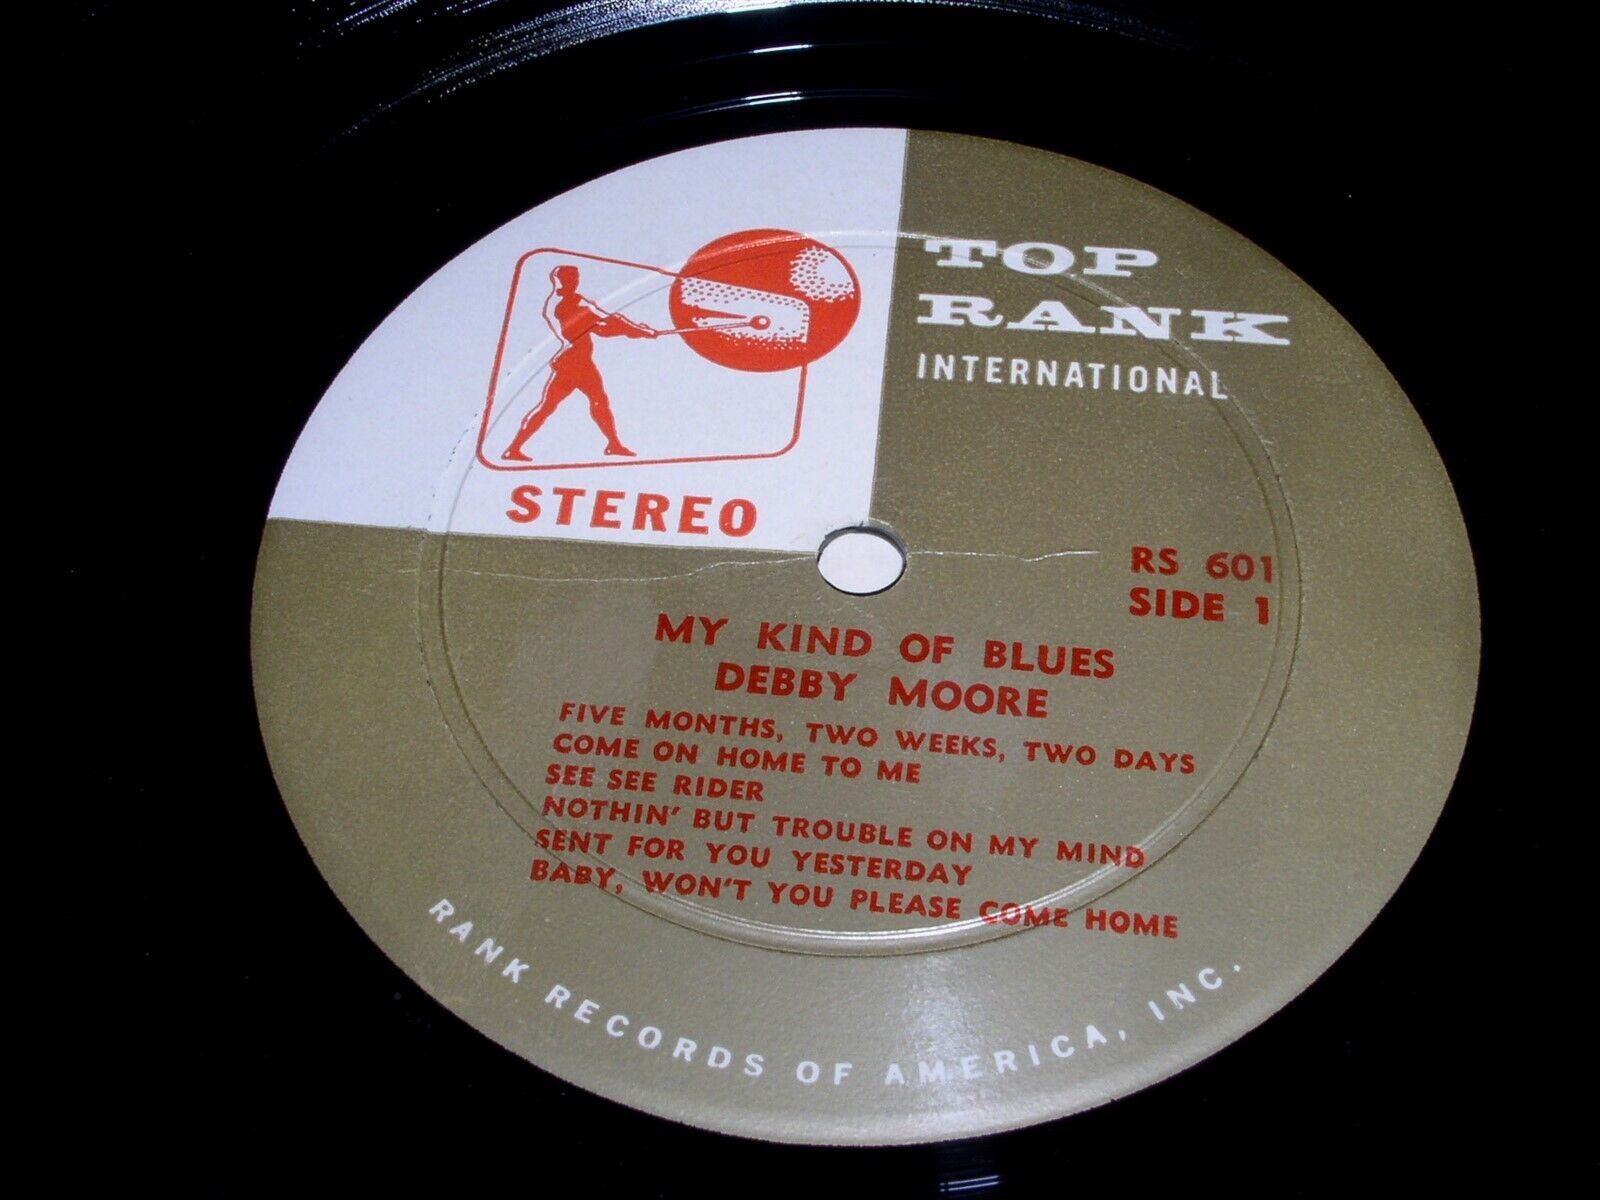 TOP
RANK
INTERNATIONAL
STEREO
RS 601
SIDE 1
MY KIND OF BLUES
DEBBY MOORE
FIVE MONTHS, TWO WEEKS, TWO DAYS
COME ON HOME TO ME
SEE SEE RIDER
NOTHIN' BUT TROUBLE ON MY MIND
SENT FOR YOU YESTERDAY
BABY, WON'T YOU PLEASE COME HOME
RANK RECORDS OF AMERICA, INC.